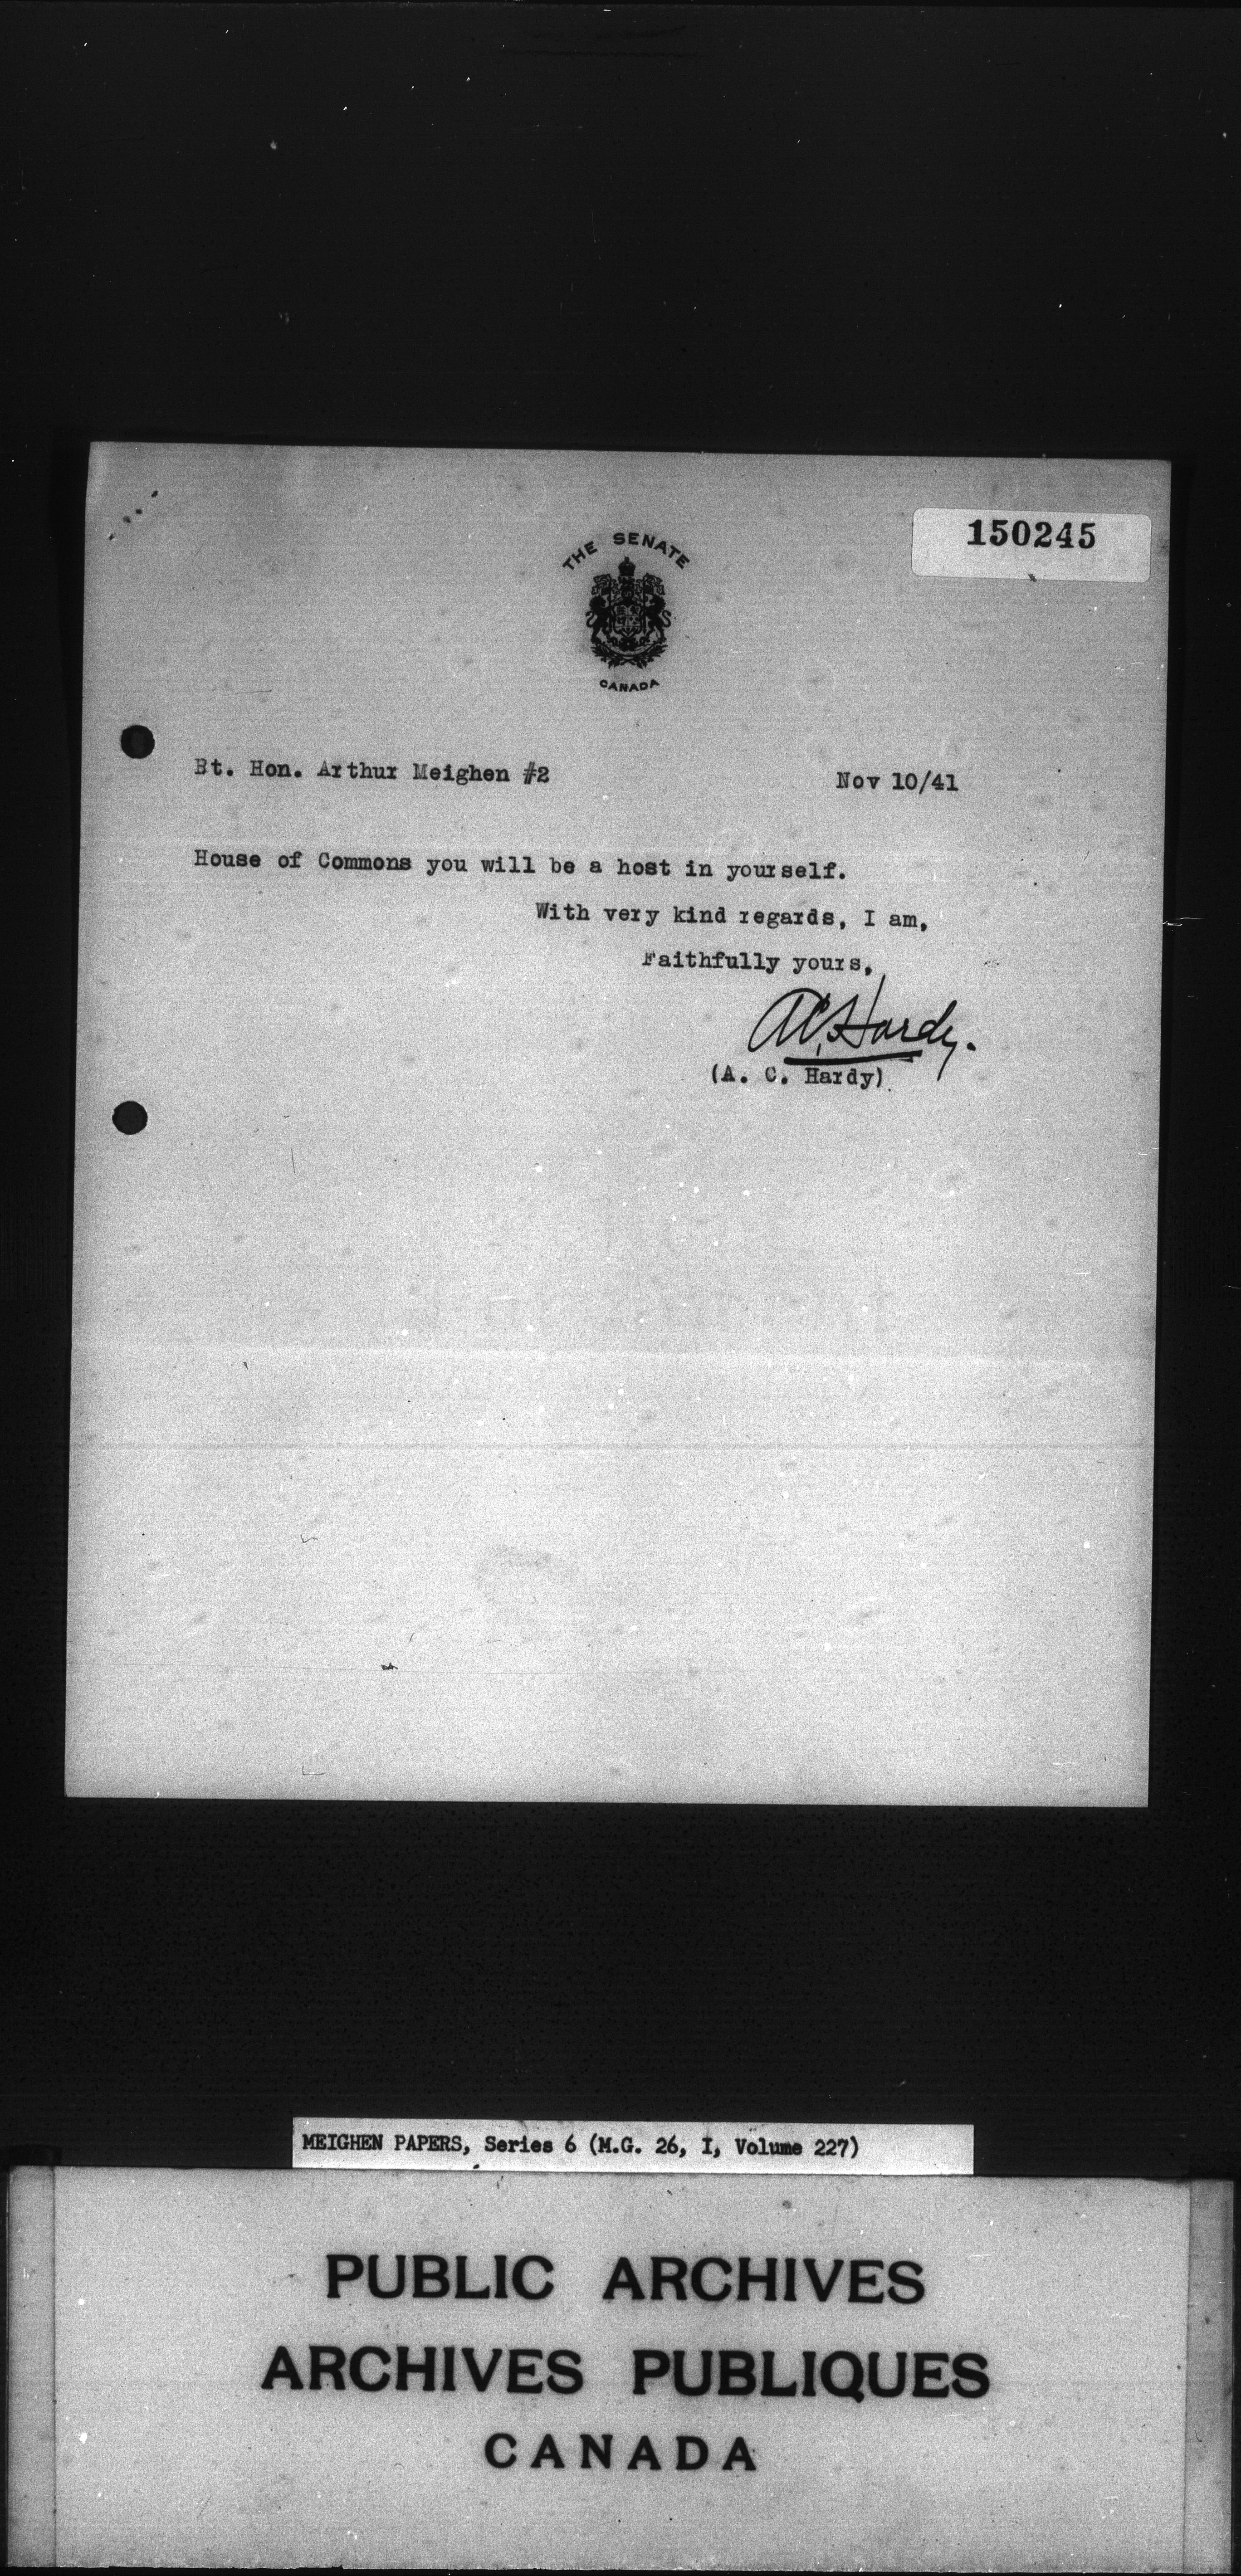 150245
THE SENATE
CANADA
Rt. Hon. Arthur Meighen #2 Nov 10/41
House of Commons you will be a host in yourself.
With very kind regards, I am,
Faithfully yours,
A.C. Hardy.
(A. C. Hardy)
MEIGHEN PAPERS, Series 6 (M.G. 26, I, Volume 227)
PUBLIC ARCHIVES
ARCHIVES PUBLIQUES
CANADA